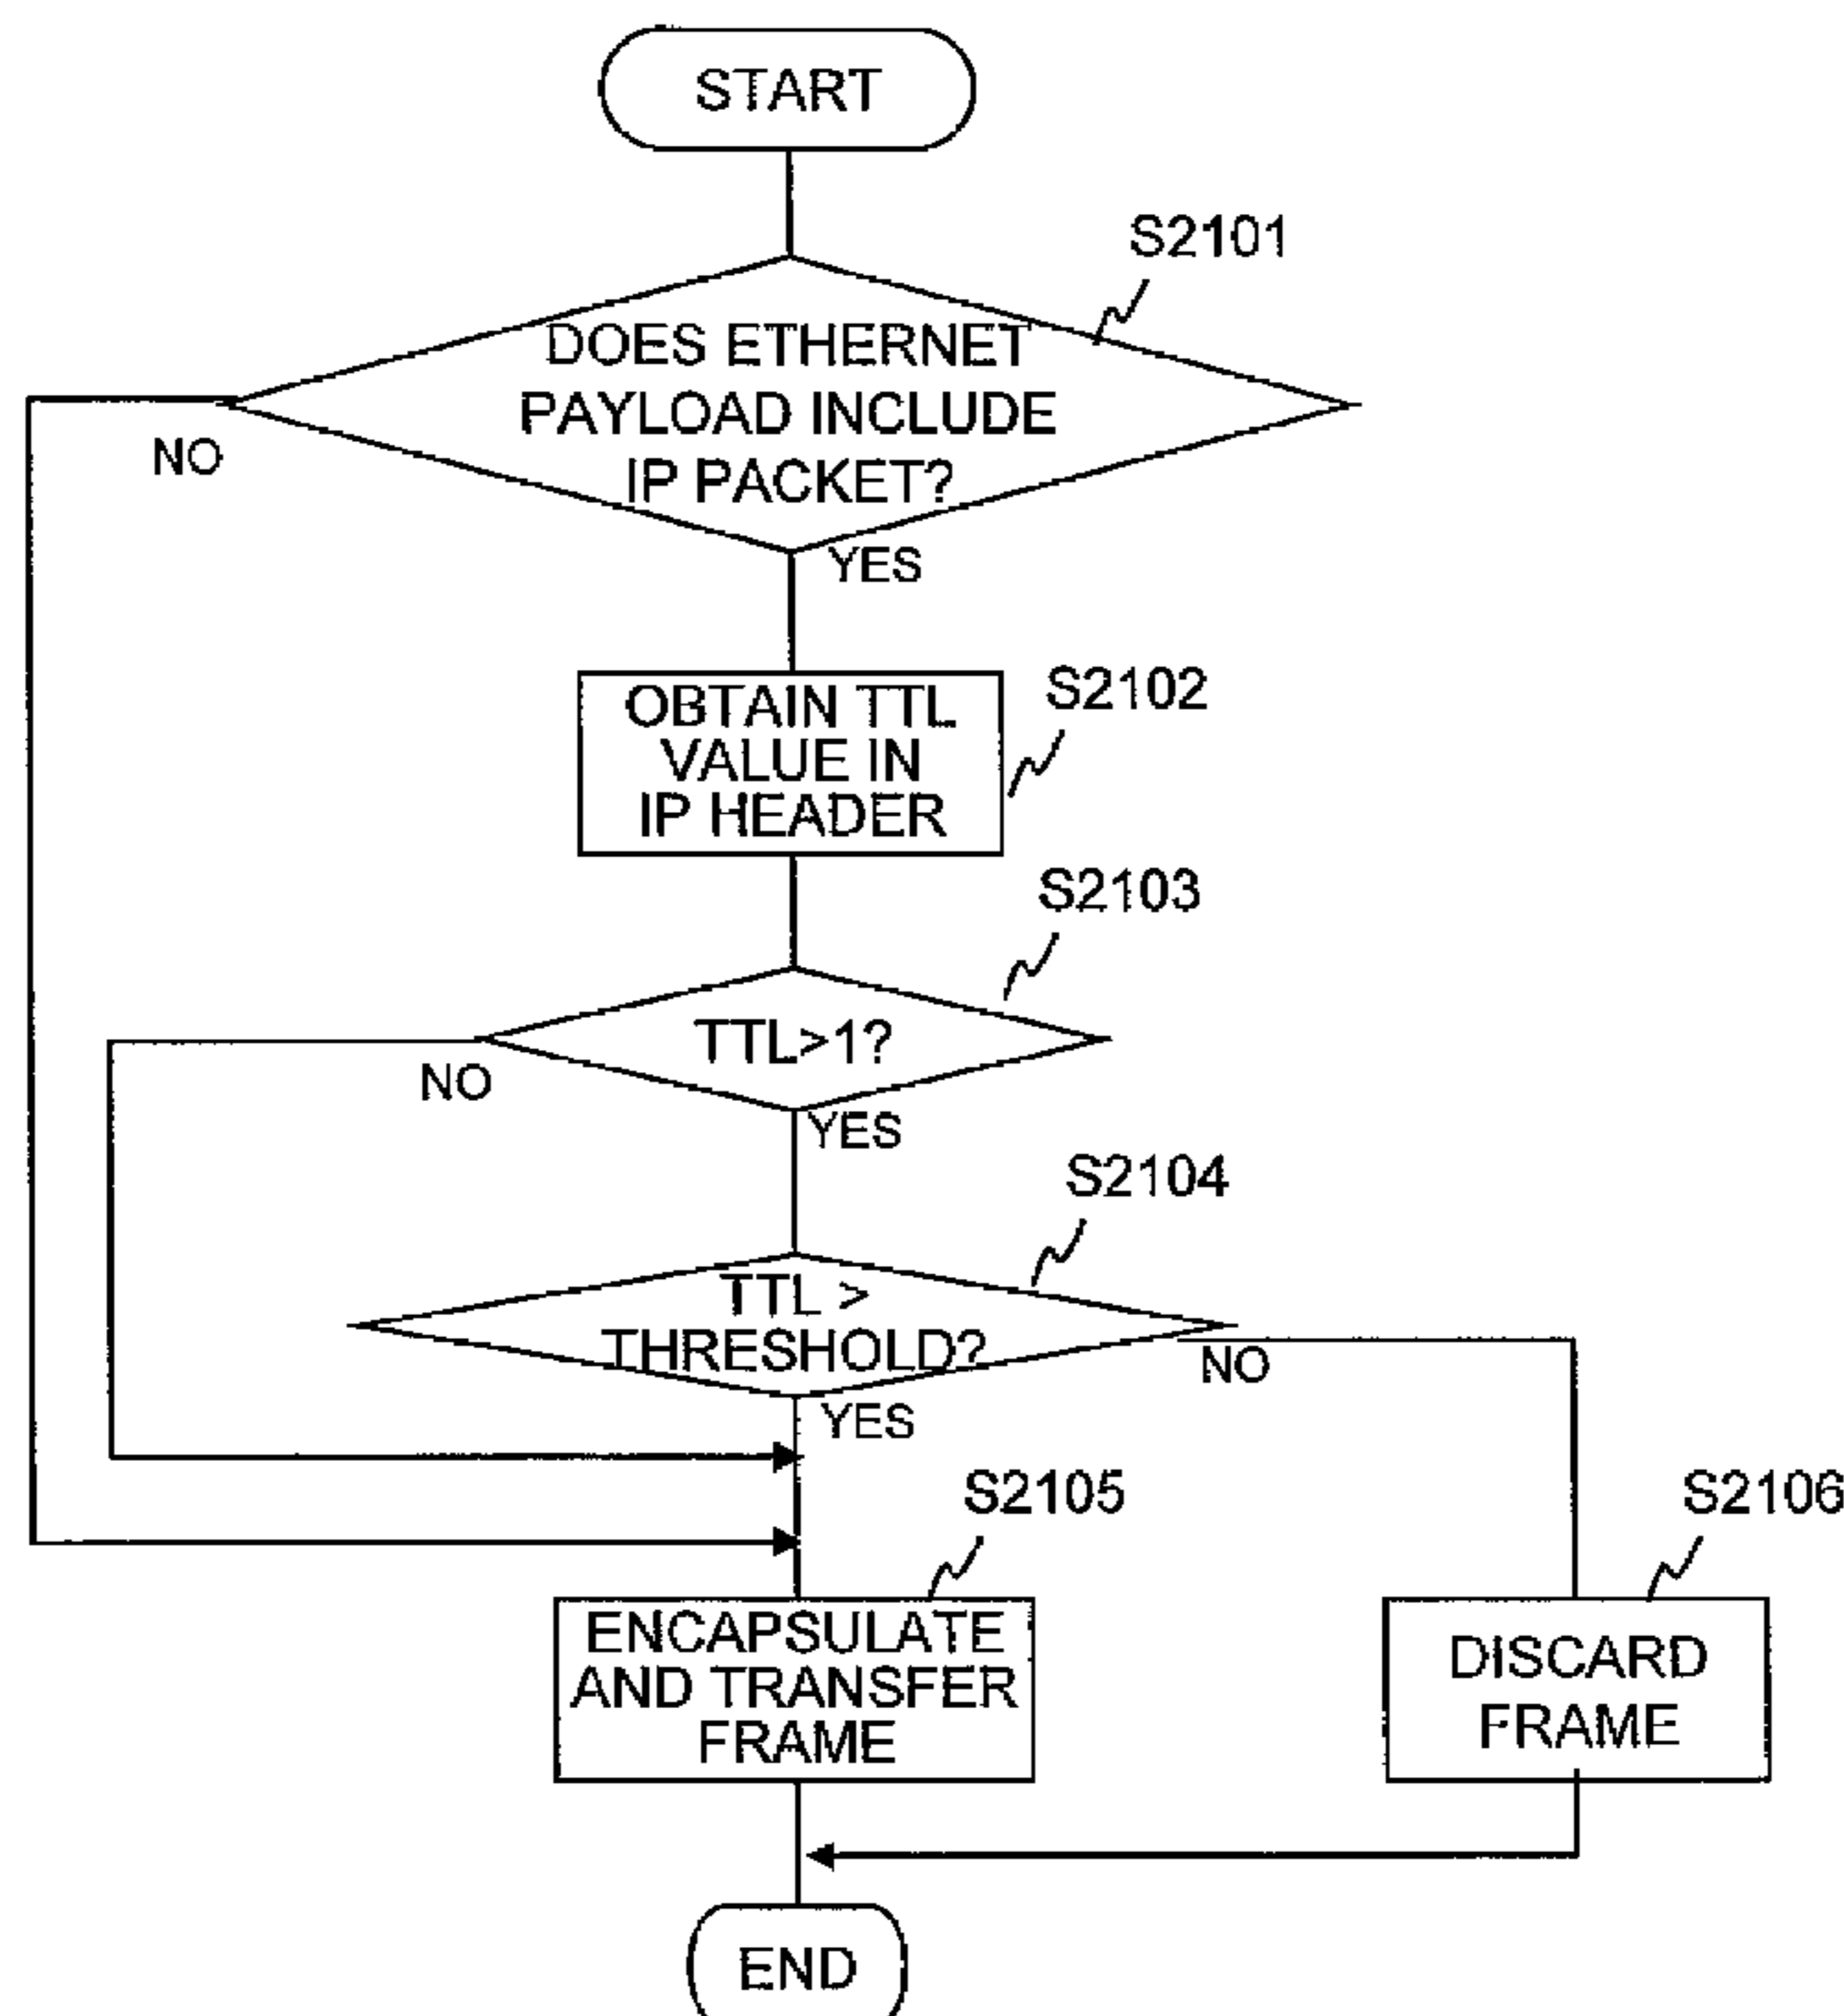 START
S2101
DOES ETHERNET
PAYLOAD INCLUDE
IP PACKET?
NO
YES
S2102
OBTAIN TTL
VALUE IN
IP HEADER
S2103
TTL>1?
NO
YES
S2104
TTL >
THRESHOLD?
NO
YES
S2105
S2106
ENCAPSULATE
AND TRANSFER
FRAME
DISCARD
FRAME
END